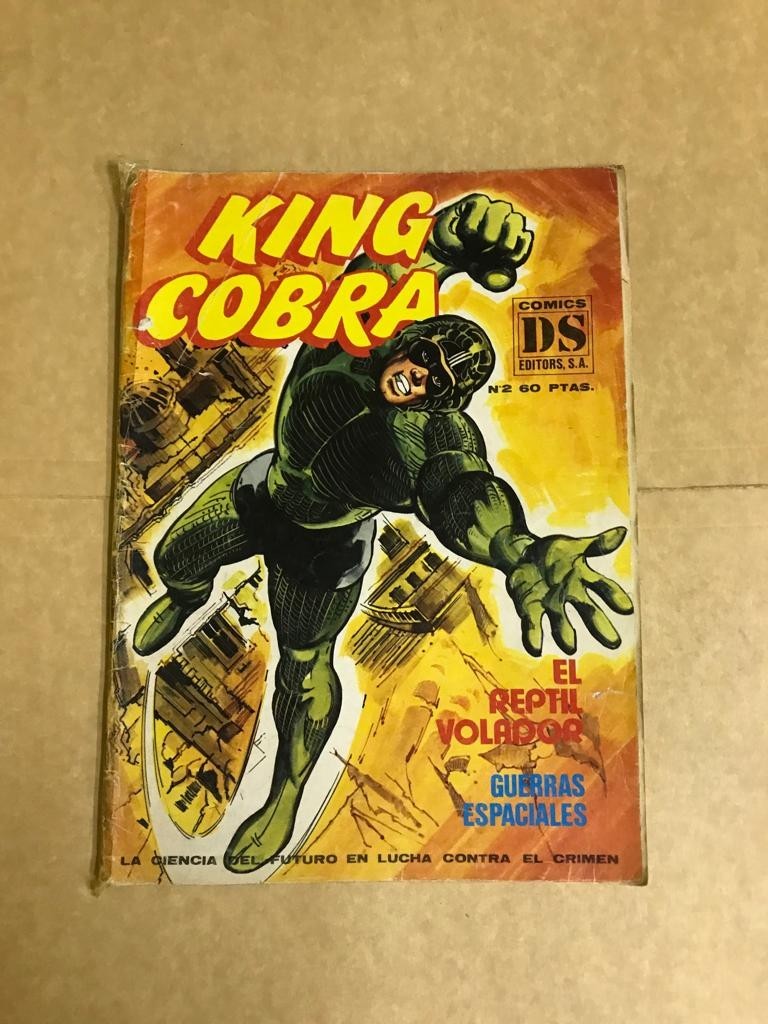 KING
COBRA
COMICS
DS
EDITORS, S.A.
Nº2 60 PTAS.
EL
REPTIL
VOLADOR
GUERRAS
ESPACIALES
LA CIENCIA DEL FUTURO EN LUCHA CONTRA EL CRIMEN